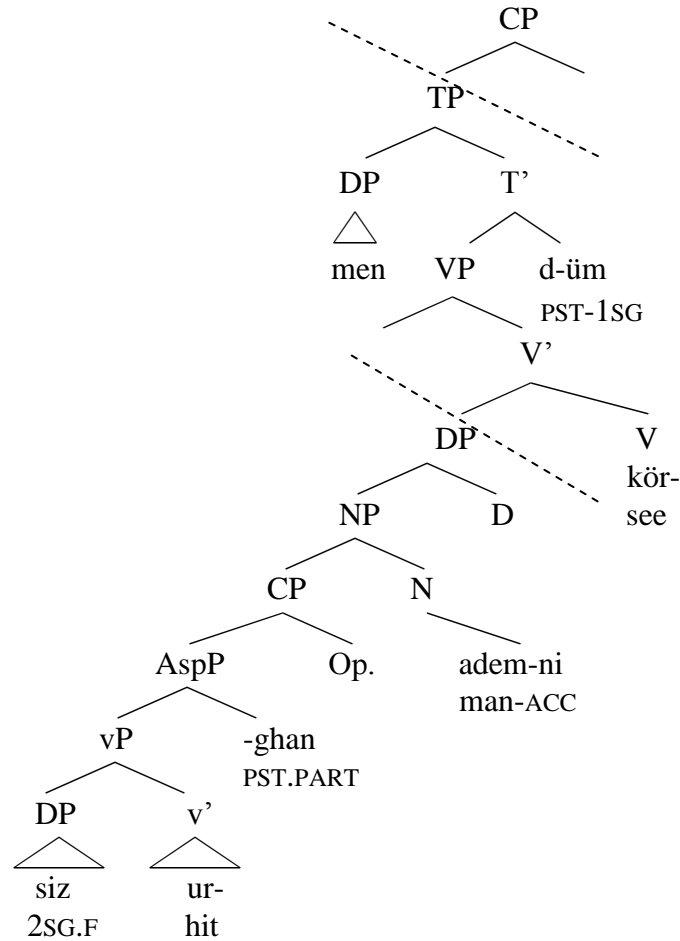 CP
TP
DP T’
men VP d-üm
PST-1SG
V’
DP V
kör-
NP D see
CP N
AspP Op. adem-ni
man-ACC
vP -ghan
PST.PART
DP v’
siz ur-
2SG.F hit